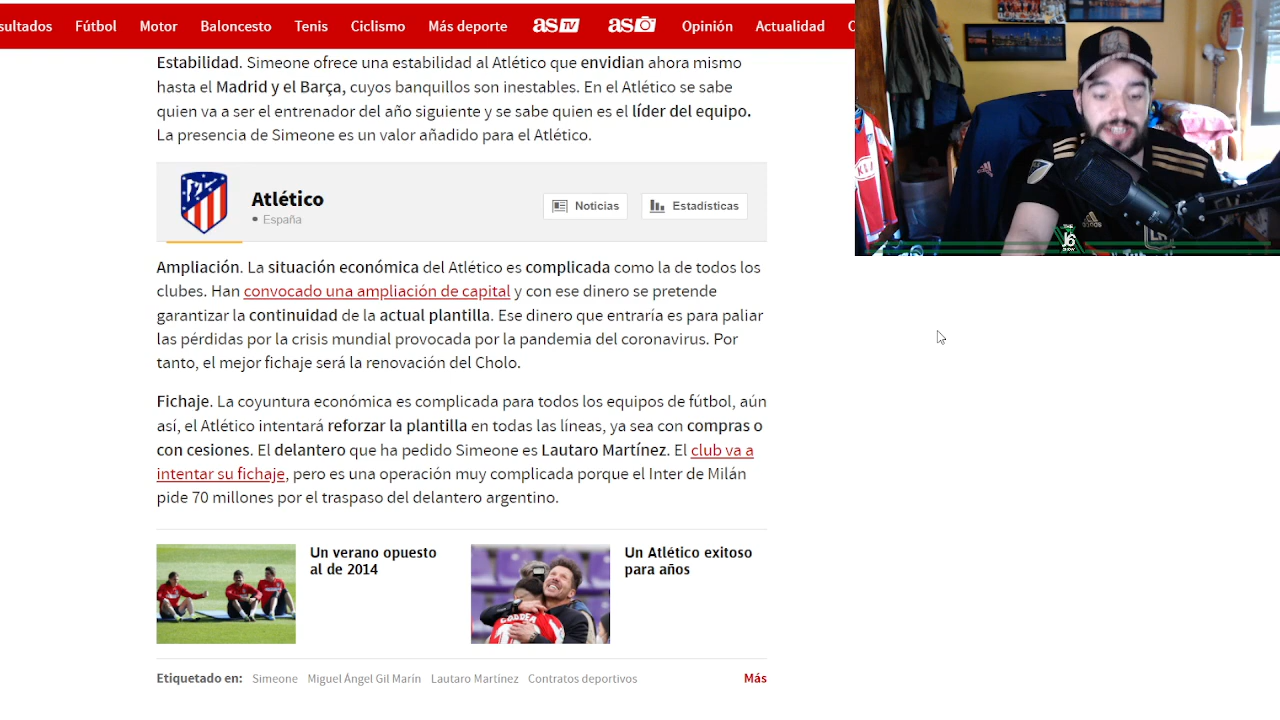 sultados Fútbol Motor Baloncesto Tenis Ciclismo Más deporte as TV as Opinión Actualidad
Estabilidad. Simeone ofrece una estabilidad al Atlético que envidian ahora mismo
hasta el Madrid y el Barça, cuyos banquillos son inestables. En el Atlético se sabe
quien va a ser el entrenador del año siguiente y se sabe quien es el líder del equipo.
La presencia de Simeone es un valor añadido para el Atlético.
Atlético
• España
Noticias
Estadísticas
Ampliación. La situación económica del Atlético es complicada como la de todos los
clubes. Han convocado una ampliación de capital y con ese dinero se pretende
garantizar la continuidad de la actual plantilla. Ese dinero que entraría es para paliar
las pérdidas por la crisis mundial provocada por la pandemia del coronavirus. Por
tanto, el mejor fichaje será la renovación del Cholo.
Fichaje. La coyuntura económica es complicada para todos los equipos de fútbol, aún
así, el Atlético intentará reforzar la plantilla en todas las líneas, ya sea con compras o
con cesiones. El delantero que ha pedido Simeone es Lautaro Martínez. El club va a
intentar su fichaje, pero es una operación muy complicada porque el Inter de Milán
pide 70 millones por el traspaso del delantero argentino.
Un verano opuesto
al de 2014
Un Atlético exitoso
para años
CORREA
Etiquetado en: Simeone Miguel Ángel Gil Marín Lautaro Martínez Contratos deportivos Más
KIA
adidas
THE
J6
SHOW